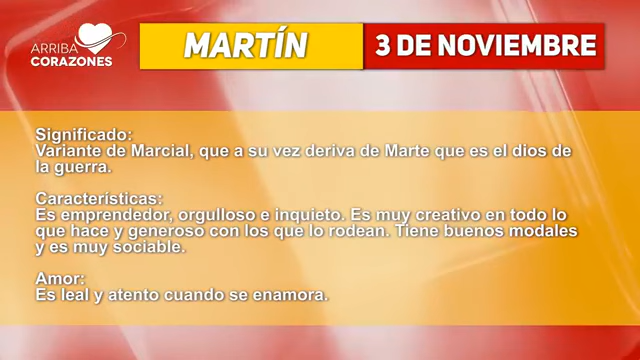 ARRIBA
CORAZONES
MARTÍN
3 DE NOVIEMBRE
Significado:
Variante de Marcial, que a su vez deriva de Marte que es el dios de
la guerra.
Características:
Es emprendedor, orgulloso e inquieto. Es muy creativo en todo lo
que hace y generoso con los que lo rodean. Tiene buenos modales
y es muy sociable.
Amor:
Es leal y atento cuando se enamora.